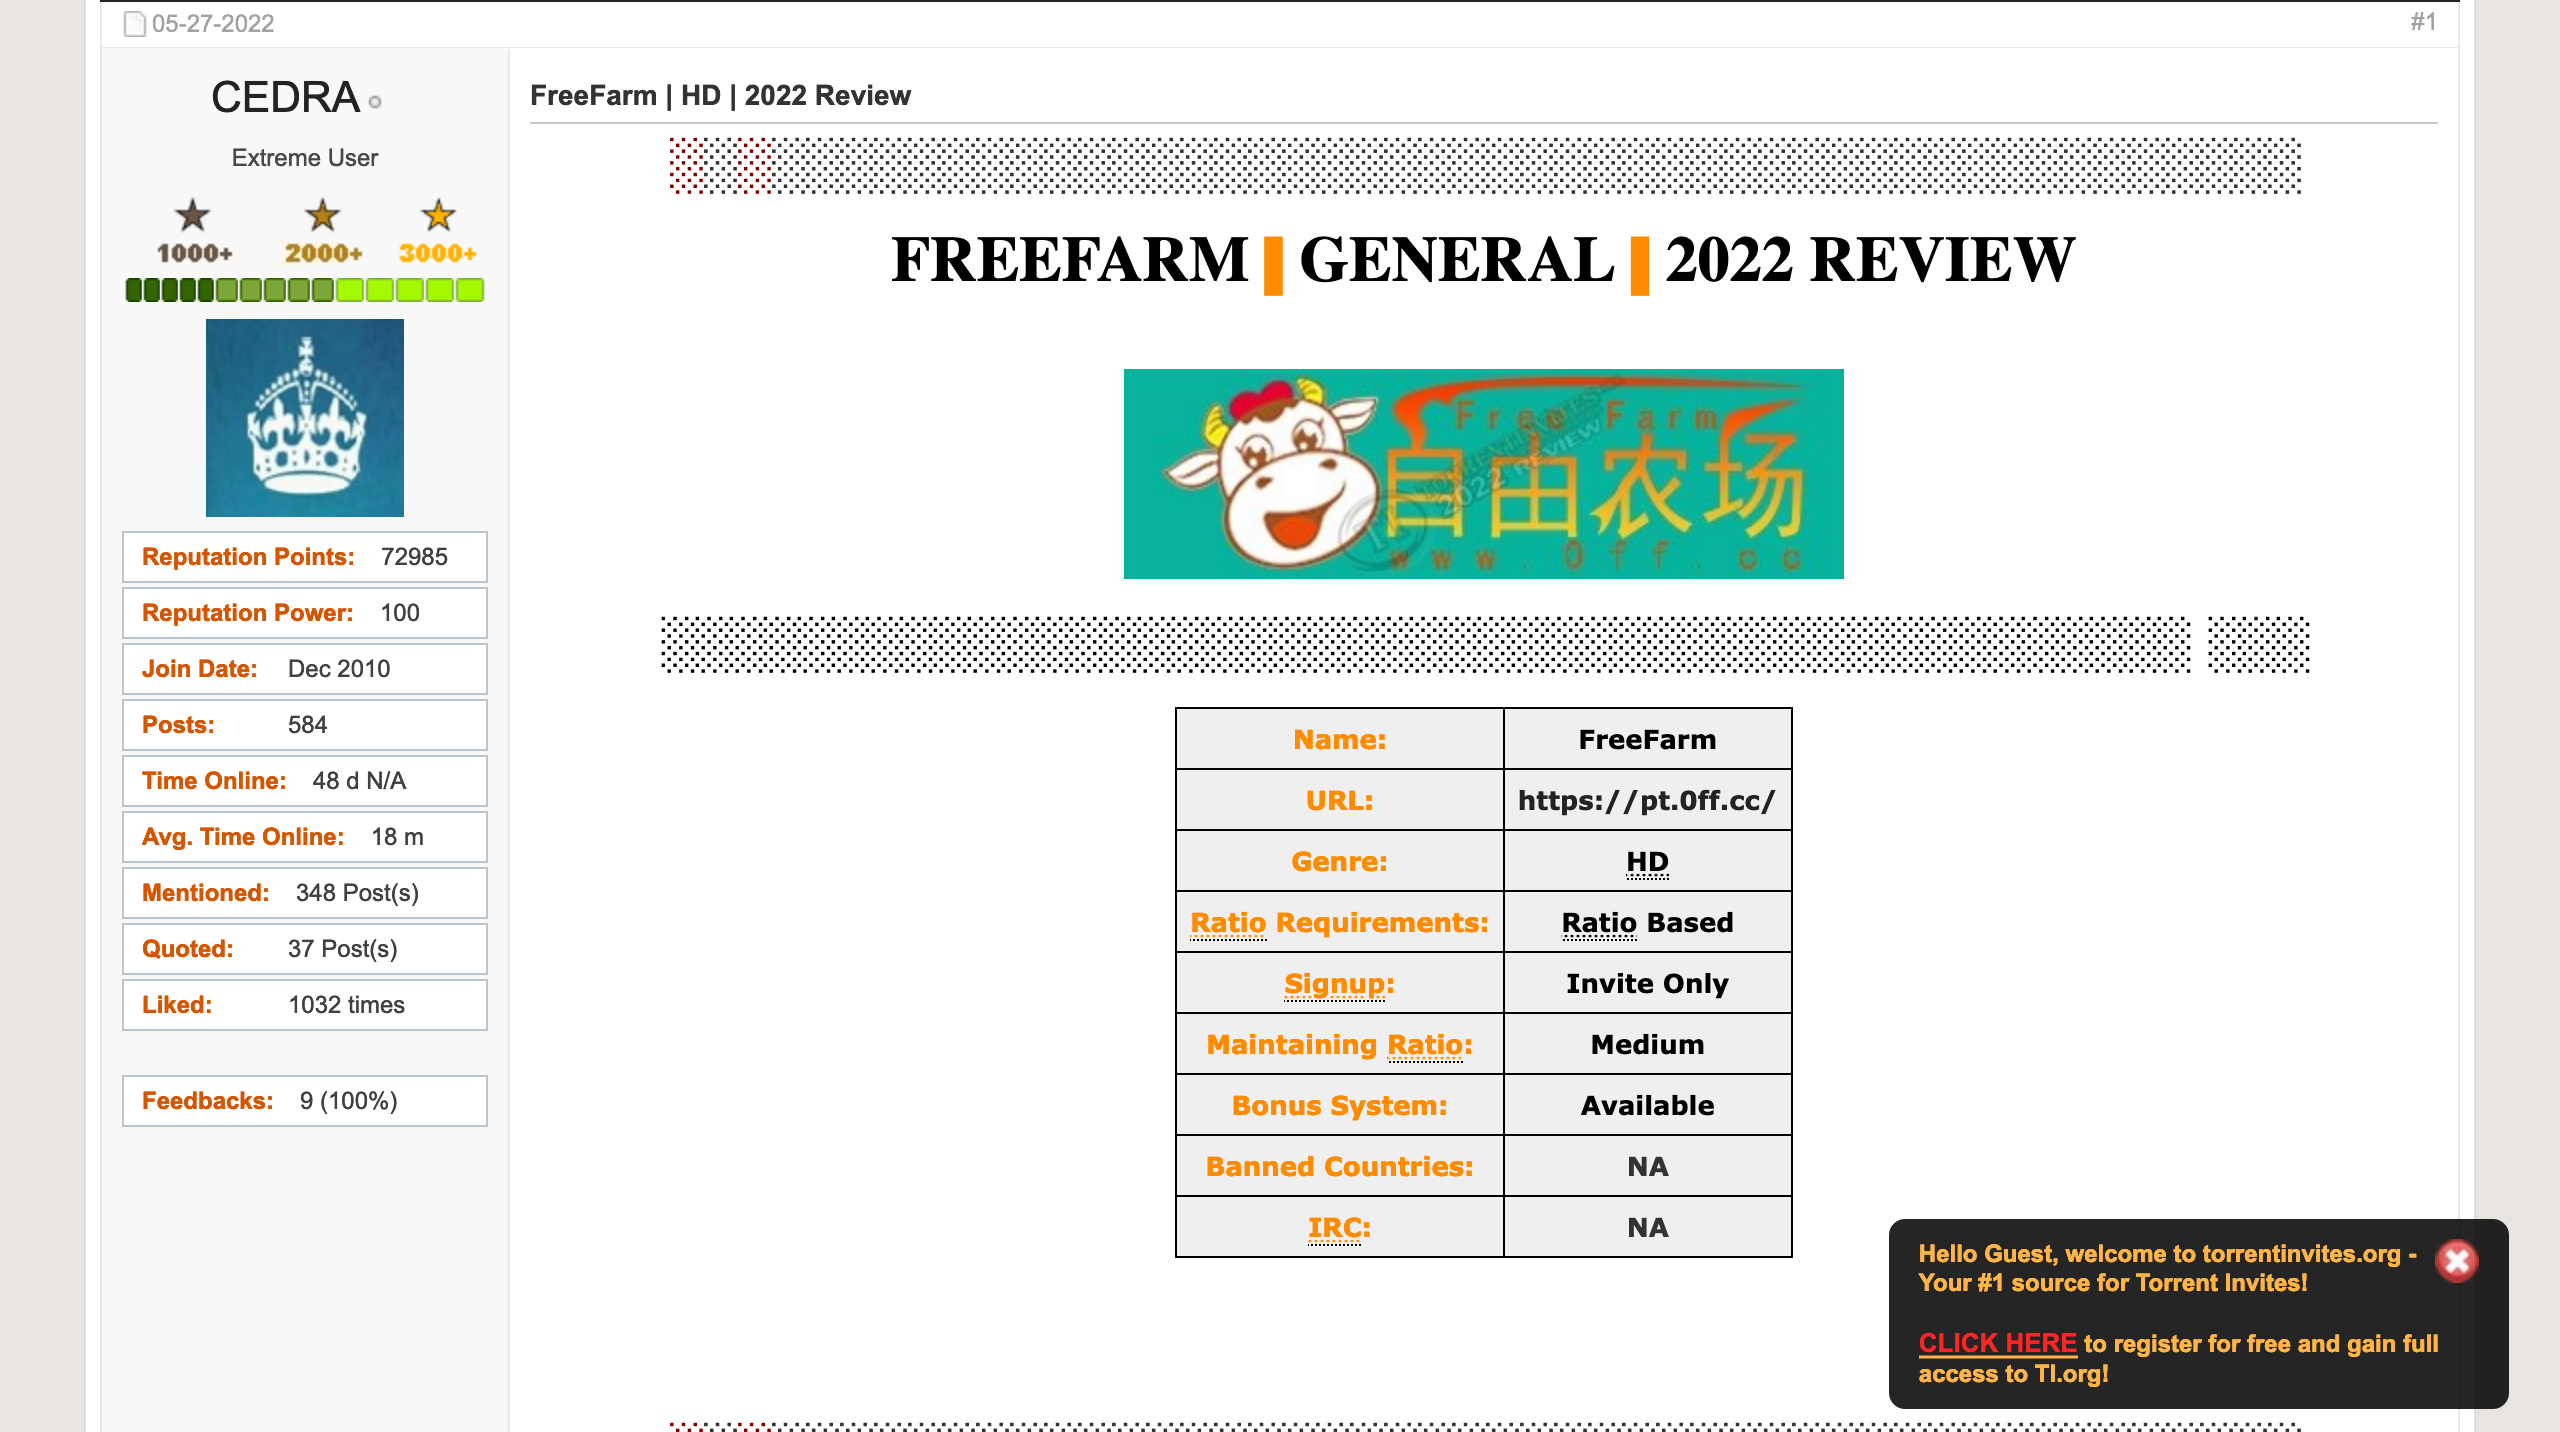 05-27-2022
#1
CEDRA
Extreme User
1000+ 2000+ 3000+
Reputation Points: 72985
Reputation Power: 100
Join Date: Dec 2010
Posts: 584
Time Online: 48 d N/A
Avg. Time Online: 18 m
Mentioned: 348 Post(s)
Quoted: 37 Post(s)
Liked: 1032 times
Feedbacks: 9 (100%)
FreeFarm | HD | 2022 Review
FREEFARM | GENERAL | 2022 REVIEW
Free Farm
自由农场
www.0ff.cc
TORRENTINVITES
2022 REVIEW
Name: FreeFarm
URL: https://pt.0ff.cc/
Genre: HD
Ratio Requirements: Ratio Based
Signup: Invite Only
Maintaining Ratio: Medium
Bonus System: Available
Banned Countries: NA
IRC: NA
Hello Guest, welcome to torrentinvites.org -
Your #1 source for Torrent Invites!
CLICK HERE to register for free and gain full
access to TI.org!